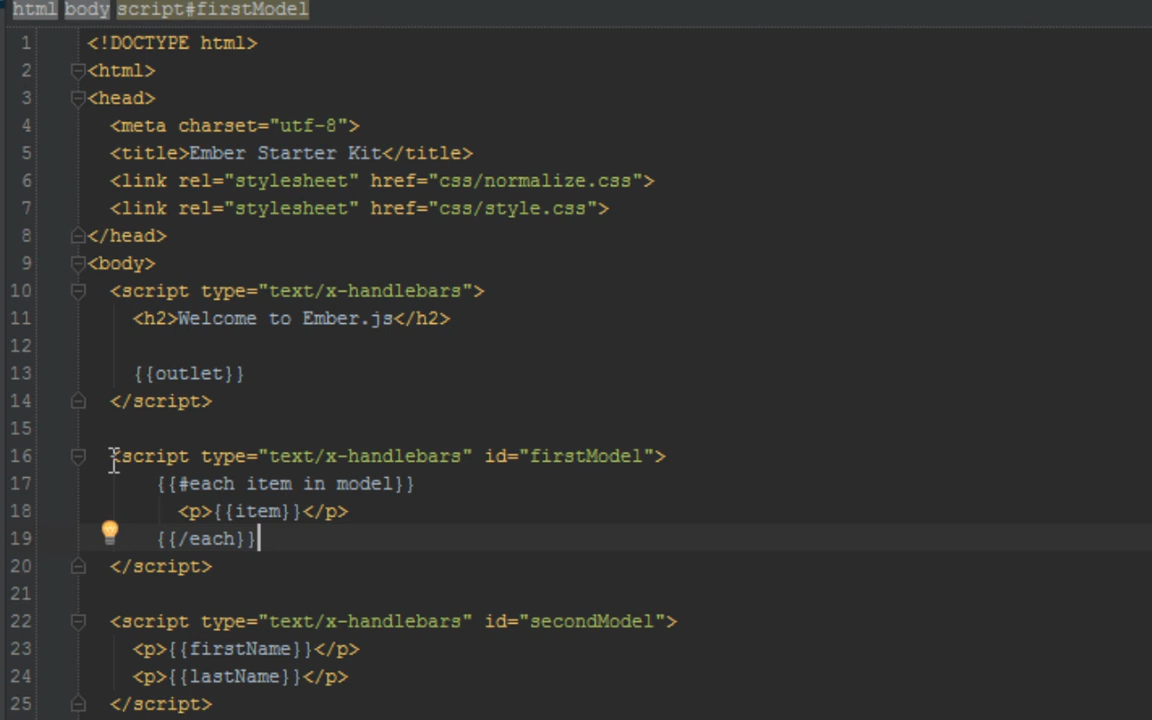 html body script#firstModel
1 <!DOCTYPE html>
2 <html>
3 <head>
4   <meta charset="utf-8">
5   <title>Ember Starter Kit</title>
6   <link rel="stylesheet" href="css/normalize.css">
7   <link rel="stylesheet" href="css/style.css">
8 </head>
9 <body>
10   <script type="text/x-handlebars">
11     <h2>Welcome to Ember.js</h2>
12
13     {{outlet}}
14   </script>
15
16   <script type="text/x-handlebars" id="firstModel">
17       {{#each item in model}}
18         <p>{{item}}</p>
19       {{/each}}
20   </script>
21
22   <script type="text/x-handlebars" id="secondModel">
23     <p>{{firstName}}</p>
24     <p>{{lastName}}</p>
25   </script>